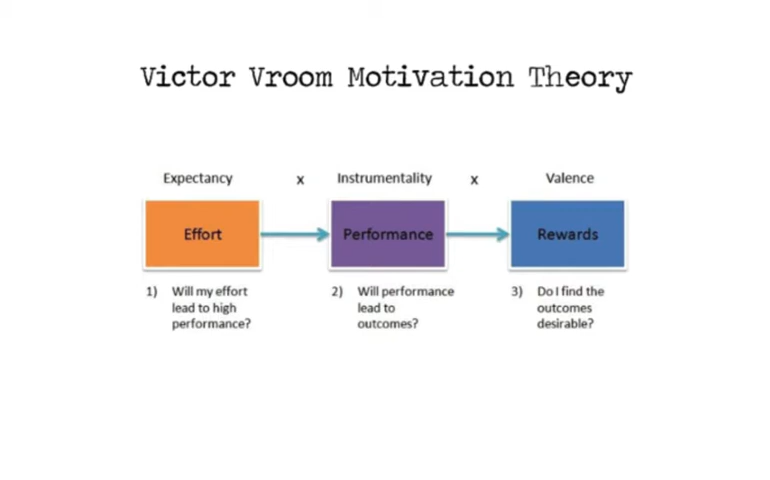 Victor Vroom Motivation Theory
Expectancy x Instrumentality x Valence
Effort Performance Rewards
1) Will my effort lead to high performance?
2) Will performance lead to outcomes?
3) Do I find the outcomes desirable?